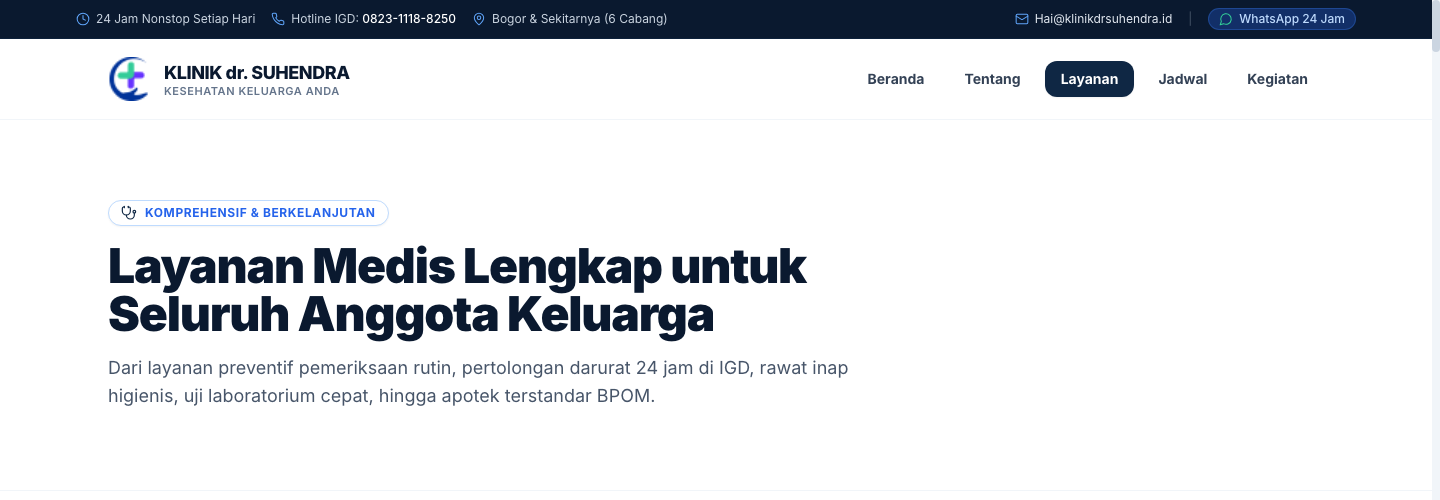 24 Jam Nonstop Setiap Hari
Hotline IGD: 0823-1118-8250
Bogor & Sekitarnya (6 Cabang)
Hai@klinikdrsuhendra.id
WhatsApp 24 Jam
KLINIK dr. SUHENDRA
KESEHATAN KELUARGA ANDA
Beranda
Tentang
Layanan
Jadwal
Kegiatan
KOMPREHENSIF & BERKELANJUTAN
Layanan Medis Lengkap untuk
Seluruh Anggota Keluarga
Dari layanan preventif pemeriksaan rutin, pertolongan darurat 24 jam di IGD, rawat inap
higienis, uji laboratorium cepat, hingga apotek terstandar BPOM.